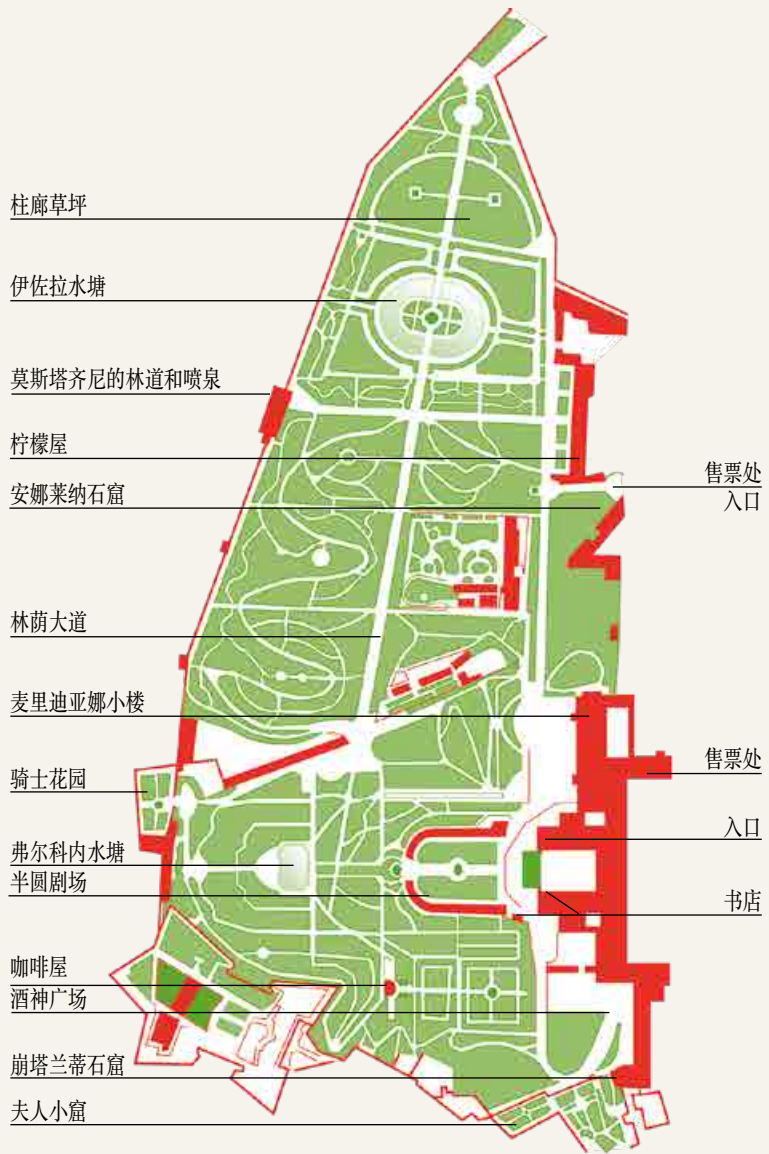 柱廊草坪
伊佐拉水塘
莫斯塔齐尼的林道和喷泉
柠檬屋
售票处
安娜莱纳石窟
入口
林荫大道
麦里迪亚娜小楼
售票处
骑士花园
入口
弗尔科内水塘
半圆剧场
书店
咖啡屋
酒神广场
崩塔兰蒂石窟
夫人小窟